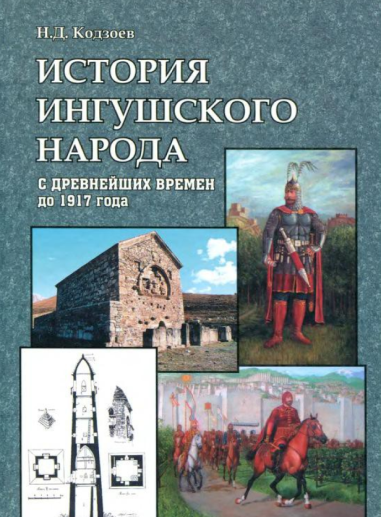 Н.Д. Кодзоев
ИСТОРИЯ
ИНГУШСКОГО
НАРОДА
С ДРЕВНЕЙШИХ ВРЕМЕН
до 1917 года